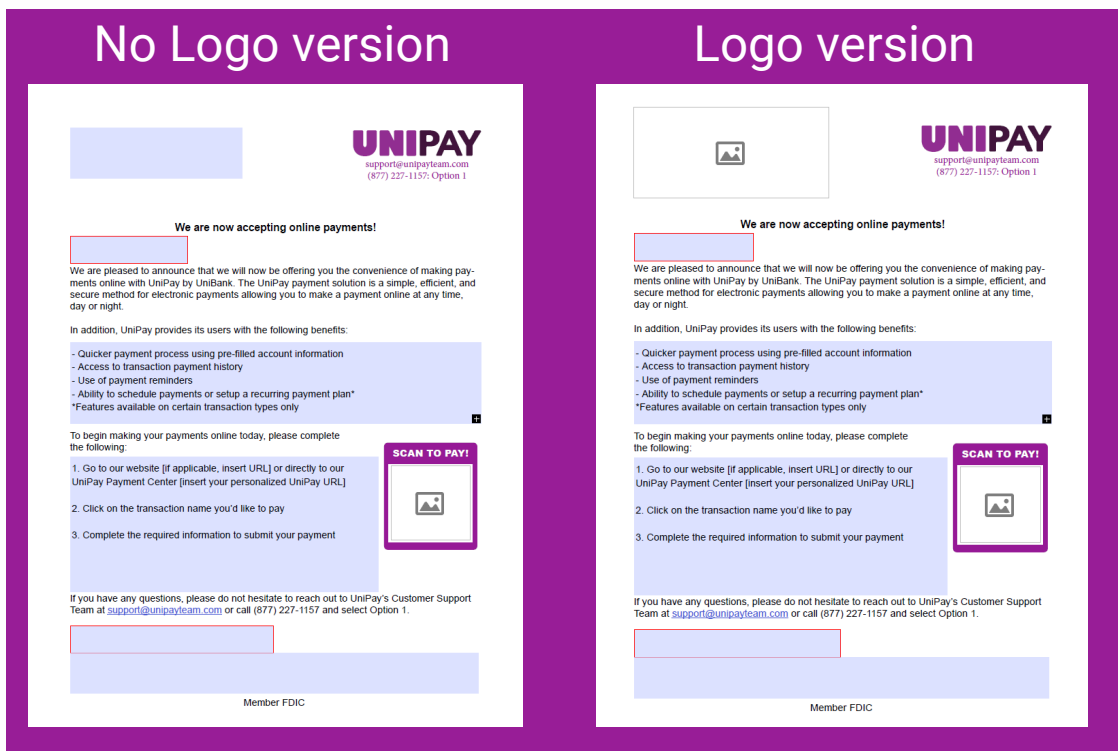 No Logo version
UNIPAY
support@unipayteam.com
(877) 227-1157: Option 1
We are now accepting online payments!
We are pleased to announce that we will now be offering you the convenience of making pay-
ments online with UniPay by UniBank. The UniPay payment solution is a simple, efficient, and
secure method for electronic payments allowing you to make a payment online at any time,
day or night.
In addition, UniPay provides its users with the following benefits:
- Quicker payment process using pre-filled account information
- Access to transaction payment history
- Use of payment reminders
- Ability to schedule payments or setup a recurring payment plan*
*Features available on certain transaction types only
To begin making your payments online today, please complete
the following:
1. Go to our website [if applicable, insert URL] or directly to our
UniPay Payment Center [insert your personalized UniPay URL]
2. Click on the transaction name you'd like to pay
3. Complete the required information to submit your payment
SCAN TO PAY!
If you have any questions, please do not hesitate to reach out to UniPay's Customer Support
Team at support@unipayteam.com or call (877) 227-1157 and select Option 1.
Member FDIC
Logo version
UNIPAY
support@unipayteam.com
(877) 227-1157: Option 1
We are now accepting online payments!
We are pleased to announce that we will now be offering you the convenience of making pay-
ments online with UniPay by UniBank. The UniPay payment solution is a simple, efficient, and
secure method for electronic payments allowing you to make a payment online at any time,
day or night.
In addition, UniPay provides its users with the following benefits:
- Quicker payment process using pre-filled account information
- Access to transaction payment history
- Use of payment reminders
- Ability to schedule payments or setup a recurring payment plan*
*Features available on certain transaction types only
To begin making your payments online today, please complete
the following:
1. Go to our website [if applicable, insert URL] or directly to our
UniPay Payment Center [insert your personalized UniPay URL]
2. Click on the transaction name you'd like to pay
3. Complete the required information to submit your payment
SCAN TO PAY!
If you have any questions, please do not hesitate to reach out to UniPay's Customer Support
Team at support@unipayteam.com or call (877) 227-1157 and select Option 1.
Member FDIC